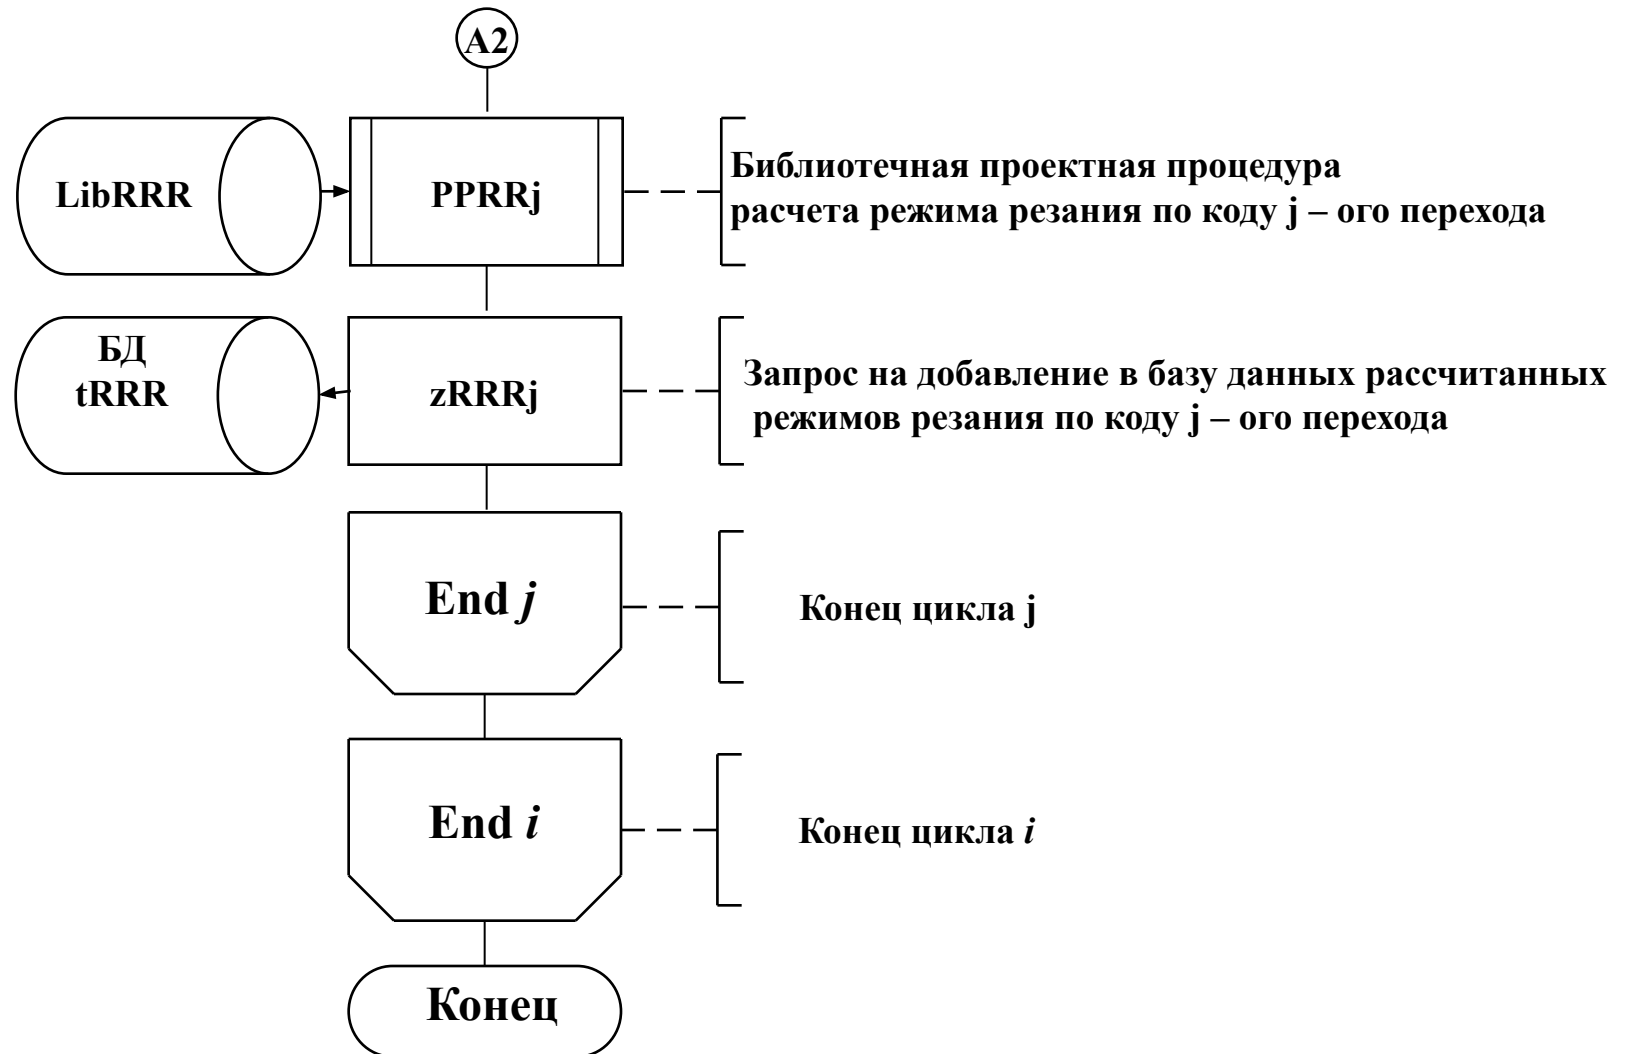 A2
LibRRR
PPRRj
Библиотечная проектная процедура
расчета режима резания по коду j – ого перехода
БД
tRRR
zRRRj
Запрос на добавление в базу данных рассчитанных
режимов резания по коду j – ого перехода
End j
Конец цикла j
End i
Конец цикла i
Конец